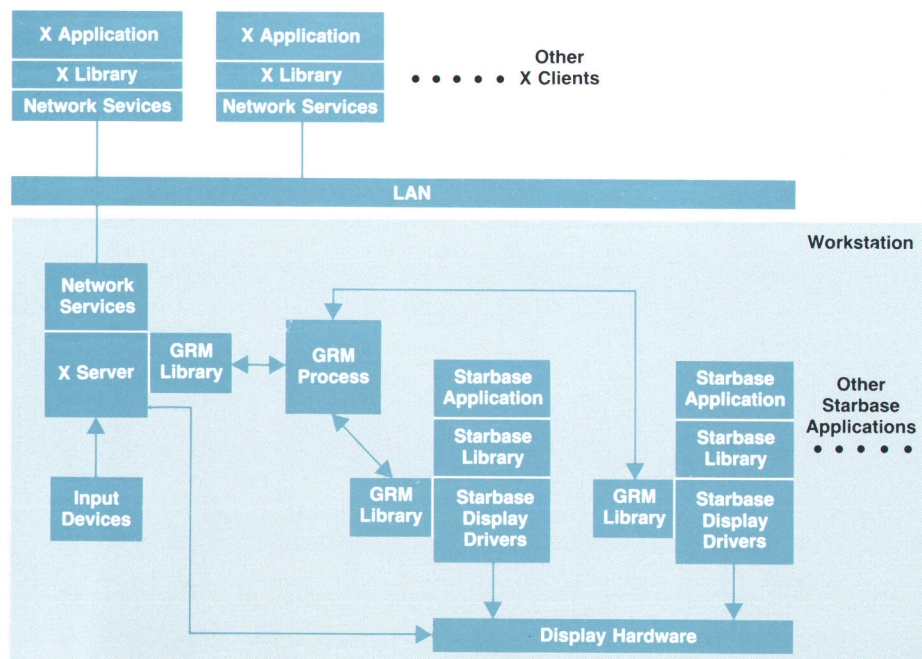 X Application
X Library
Network Sevices
X Application
X Library
Network Services
Other
X Clients
LAN
Workstation
Network
Services
X Server
GRM
Library
GRM
Process
Input
Devices
GRM
Library
Starbase
Application
Starbase
Library
Starbase
Display
Drivers
GRM
Library
Starbase
Application
Starbase
Library
Starbase
Display
Drivers
Other
Starbase
Applications
Display Hardware